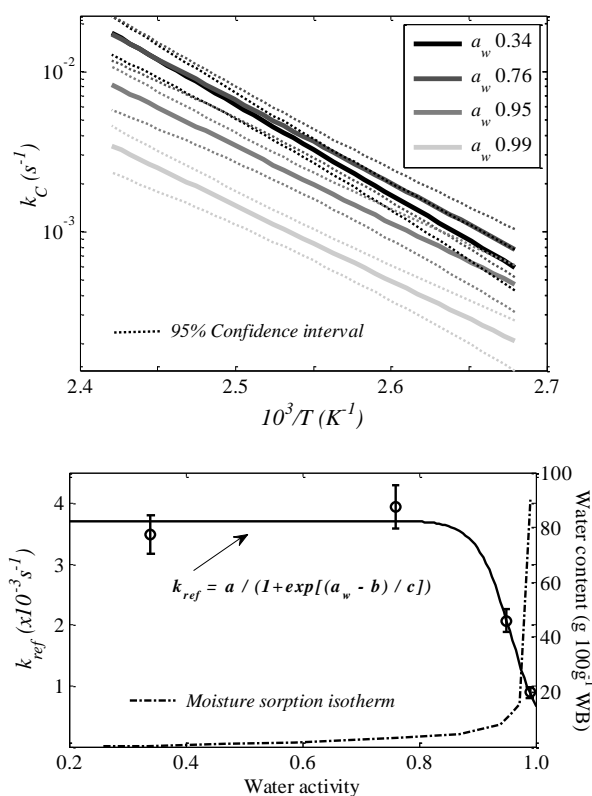 10^-2
10^-3
k_C (s^-1)
a_w 0.34
a_w 0.76
a_w 0.95
a_w 0.99
95% Confidence interval
2.4 2.5 2.6 2.7
10^3/T (K^-1)
4
3
2
1
k_ref (x10^-3 s^-1)
k_ref = a / (1+exp[(a_w - b) / c])
Moisture sorption isotherm
100
80
60
40
20
Water content (g 100g^-1 WB)
0.2 0.4 0.6 0.8 1.0 0.0
Water activity